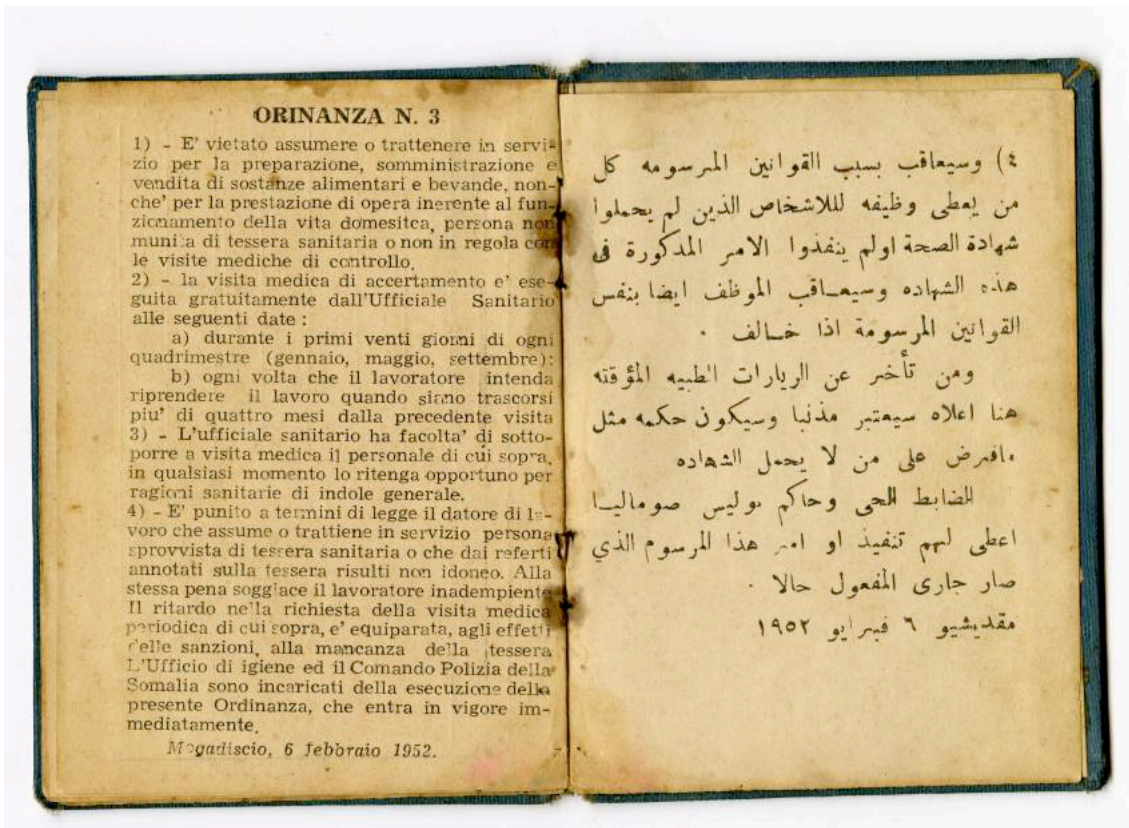 ORINANZA N. 3
1) - E' vietato assumere o trattenere in servi-
zio per la preparazione, somministrazione e
vendita di sostanze alimentari e bevande, non-
che' per la prestazione di opera inerente al fun-
zionamento della vita domesitca, persona non
munita di tessera sanitaria o non in regola con
le visite mediche di controllo.
2) - la visita medica di accertamento e' ese-
guita gratuitamente dall'Ufficiale Sanitario
alle seguenti date :
a) durante i primi venti giorni di ogni
quadrimestre (gennaio, maggio, settembre):
b) ogni volta che il lavoratore intenda
riprendere il lavoro quando siano trascorsi
piu' di quattro mesi dalla precedente visita
3) - L'ufficiale sanitario ha facolta' di sotto-
porre a visita medica il personale di cui sopra,
in qualsiasi momento lo ritenga opportuno per
ragioni sanitarie di indole generale.
4) - E' punito a termini di legge il datore di la-
voro che assume o trattiene in servizio persona
sprovvista di tessera sanitaria o che dai referti
annotati sulla tessera risulti non idoneo. Alla
stessa pena soggiace il lavoratore inadempiente
Il ritardo nella richiesta della visita medica
periodica di cui sopra, e' equiparata, agli effetti
delle sanzioni, alla mancanza della tessera
L'Ufficio di igiene ed il Comando Polizia della
Somalia sono incaricati della esecuzione della
presente Ordinanza, che entra in vigore im-
mediatamente.
Mogadiscio, 6 febbraio 1952.
٤) وسيعاقب بسبب القوانين المرسومه كل
من يعطى وظيفه لللاشخاص الذين لم يحملوا
شهادة الصحة اولم ينفذوا الامر المذكورة فى
هذه الشهاده وسيعاقب الموظف ايضا بنفس
القوانين المرسومة اذا خالف .
ومن تأخر عن الزيارات الطبيه المؤقته
هنا اعلاه سيعتبر مذنبا وسيكون حكمه مثل
مافرض على من لا يحمل الشهاده
الضابط المحى وحاكم بوليس صوماليا
اعطى لهم تنفيذ او امر هذا المرسوم الذي
صار جارى المفعول حالا .
مقديشيو ٦ فبرايو ١٩٥٢